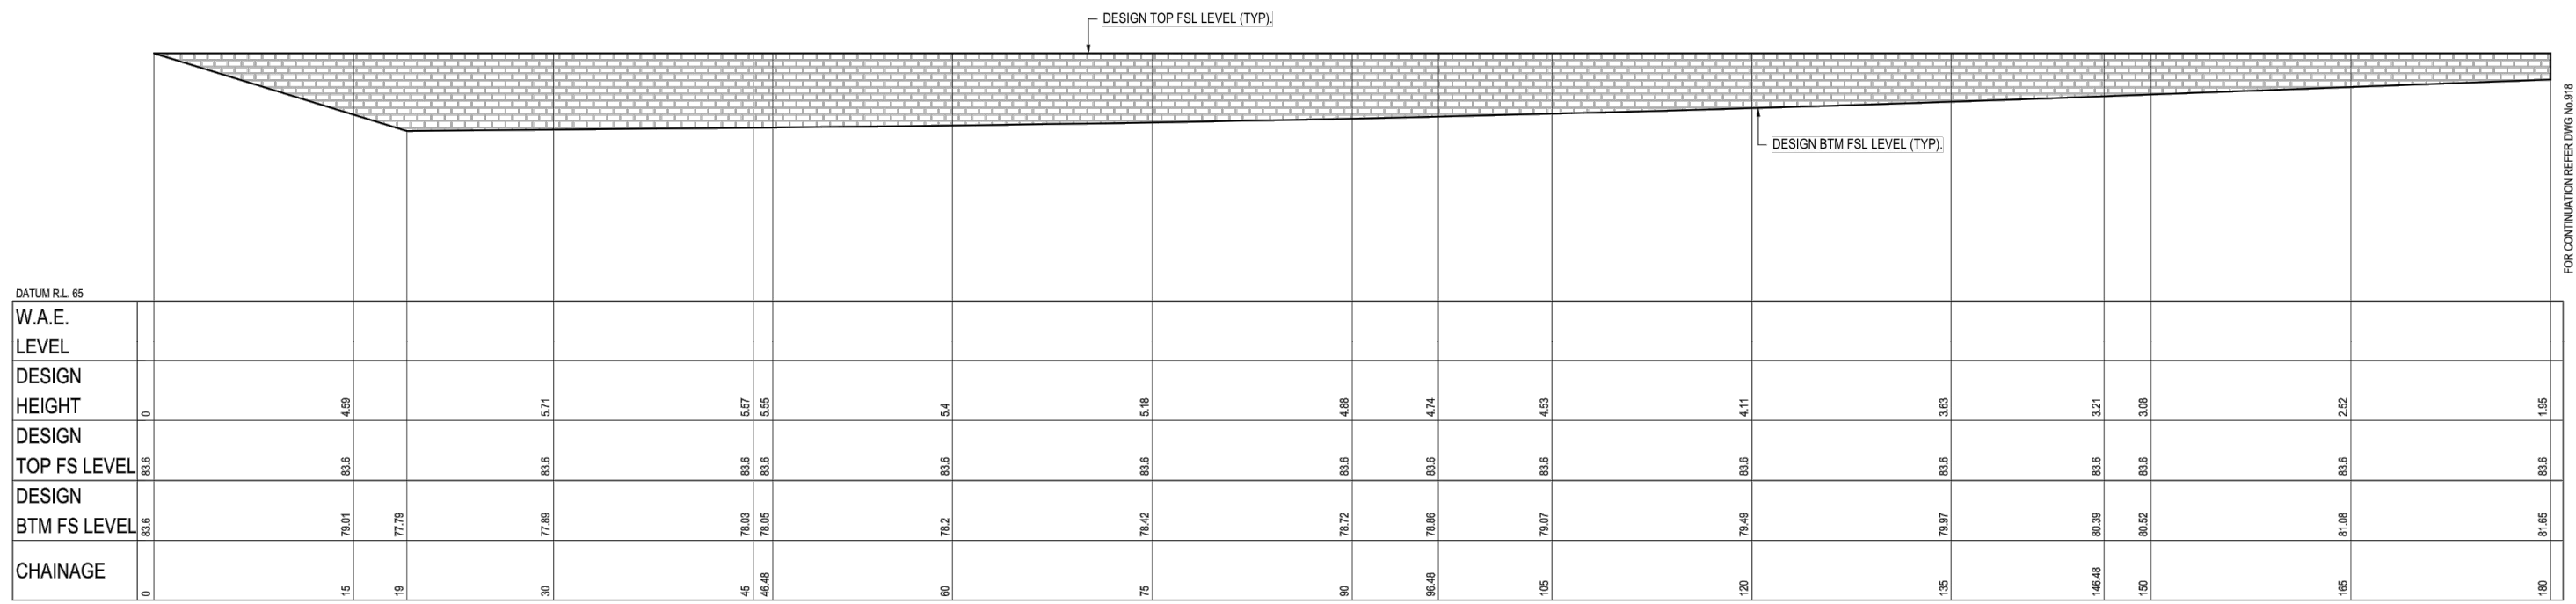 DESIGN TOP FSL LEVEL (TYP).
DESIGN BTM FSL LEVEL (TYP).
FOR CONTINUATION REFER DWG No.918
DATUM R.L. 65
W.A.E.
LEVEL
DESIGN
HEIGHT 0 4.59 5.71 5.57 5.55 5.4 5.18 4.88 4.74 4.53 4.11 3.63 3.21 3.08 2.52 1.95
DESIGN
TOP FS LEVEL 83.6 83.6 83.6 83.6 83.6 83.6 83.6 83.6 83.6 83.6 83.6 83.6 83.6 83.6 83.6 83.6
DESIGN
BTM FS LEVEL 83.6 79.01 77.79 77.89 78.03 78.05 78.2 78.42 78.72 78.86 79.07 79.49 79.97 80.39 80.52 81.08 81.65
CHAINAGE 0 15 19 30 45 46.48 60 75 90 96.48 105 120 135 146.48 150 165 180